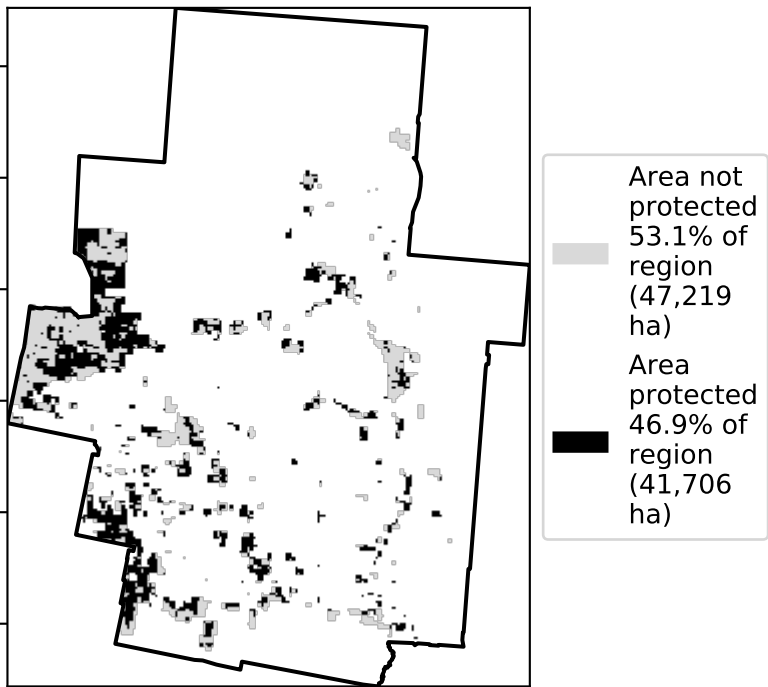 Area not
protected
53.1% of
region
(47,219
ha)
Area
protected
46.9% of
region
(41,706
ha)